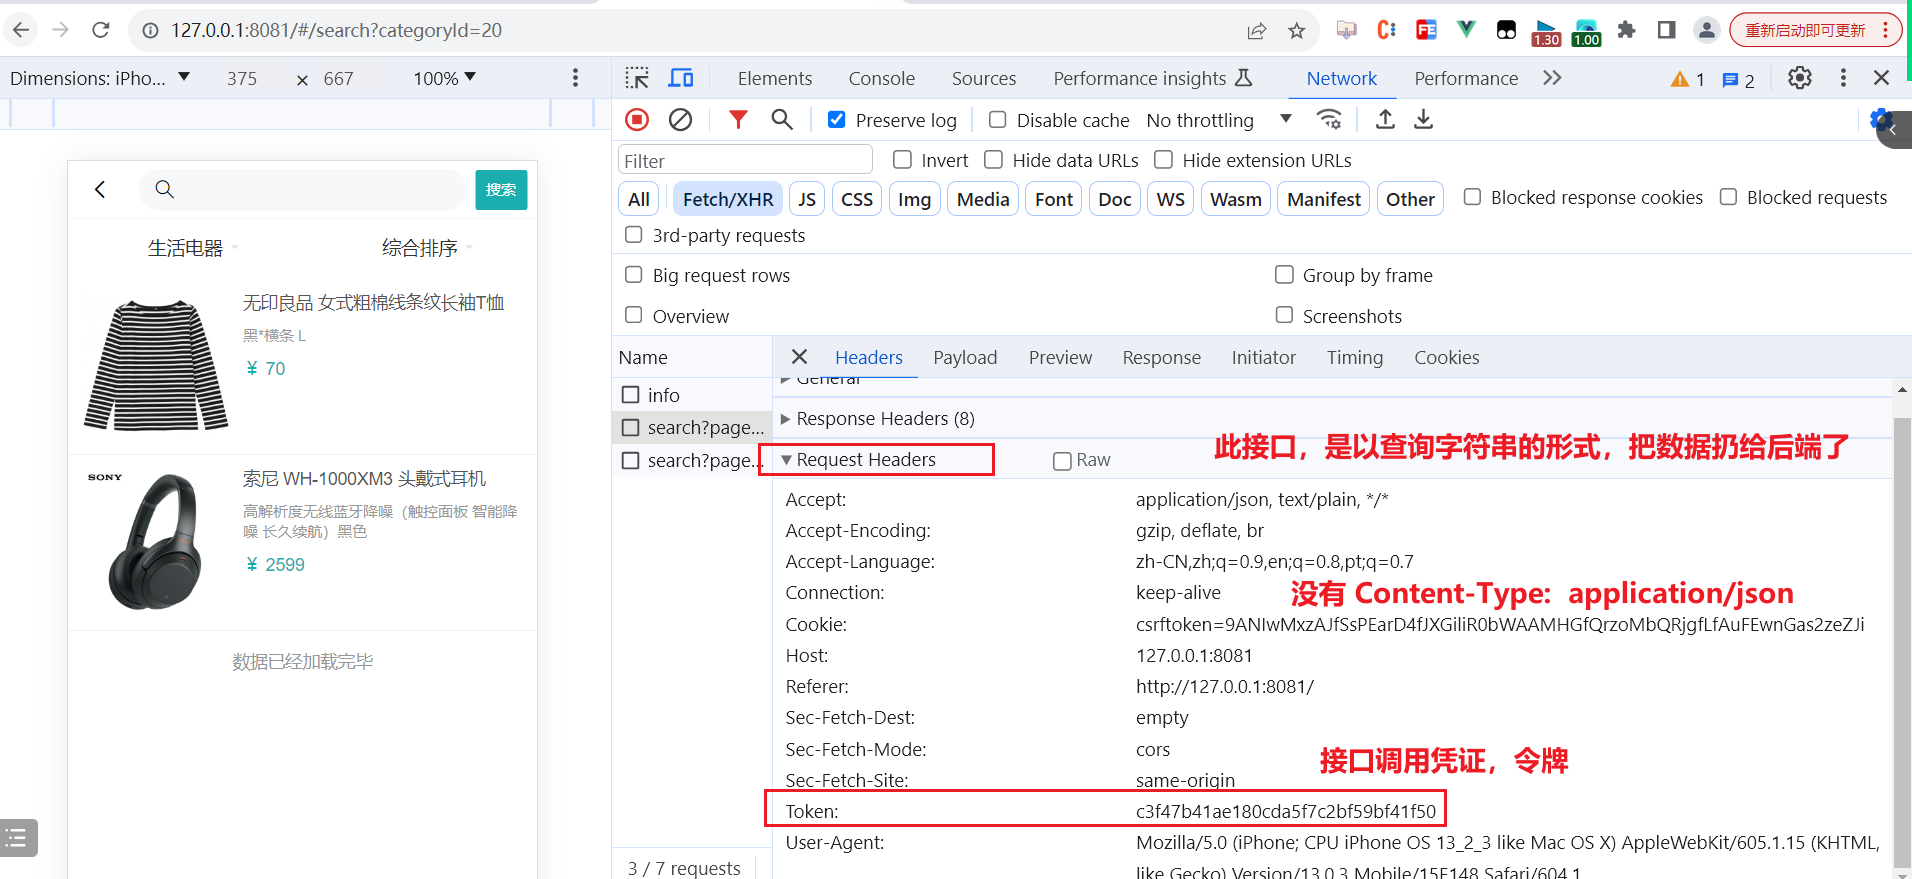 127.0.0.1:8081/#/search?categoryId=20
重新启动即可更新
1.30
1.00
Dimensions: iPho... ▼ 375 × 667 100% ▼
Elements Console Sources Performance insights Network Performance 1 2
Preserve log Disable cache No throttling
Filter Invert Hide data URLs Hide extension URLs
All Fetch/XHR JS CSS Img Media Font Doc WS Wasm Manifest Other Blocked response cookies Blocked requests
3rd-party requests
Big request rows Group by frame
Overview Screenshots
搜索
生活电器 综合排序
无印良品 女式粗棉线条纹长袖T恤
黑*横条 L
¥ 70
SONY
索尼 WH-1000XM3 头戴式耳机
高解析度无线蓝牙降噪（触控面板 智能降
噪 长久续航）黑色
¥ 2599
数据已经加载完毕
Name
info
search?page...
search?page...
3 / 7 requests
Headers Payload Preview Response Initiator Timing Cookies
General
Response Headers (8)
此接口，是以查询字符串的形式，把数据扔给后端了
Request Headers Raw
Accept: application/json, text/plain, */*
Accept-Encoding: gzip, deflate, br
Accept-Language: zh-CN,zh;q=0.9,en;q=0.8,pt;q=0.7
没有 Content-Type: application/json
Connection: keep-alive
Cookie: csrftoken=9ANIwMxzAJfSsPEarD4fJXGiliR0bWAAMHGfQrzoMbQRjgfLfAuFEwnGas2zeZJi
Host: 127.0.0.1:8081
Referer: http://127.0.0.1:8081/
Sec-Fetch-Dest: empty
Sec-Fetch-Mode: cors
接口调用凭证，令牌
Sec-Fetch-Site: same-origin
Token: c3f47b41ae180cda5f7c2bf59bf41f50
User-Agent: Mozilla/5.0 (iPhone; CPU iPhone OS 13_2_3 like Mac OS X) AppleWebKit/605.1.15 (KHTML,
like Gecko) Version/13.0.3 Mobile/15E148 Safari/604.1